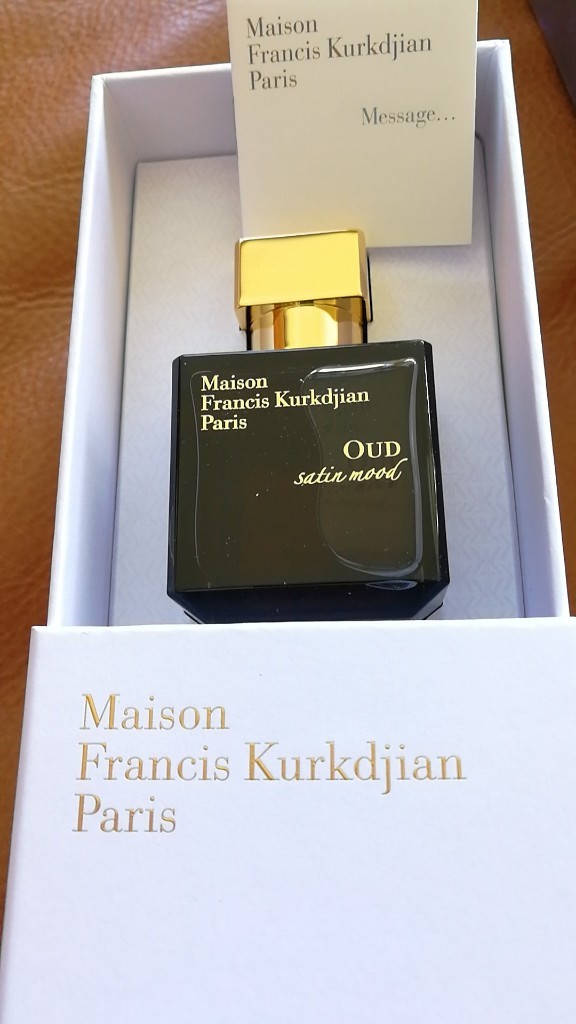 Maison
Francis Kurkdjian
Paris
Message...
Maison
Francis Kurkdjian
Paris
OUD
satin mood
Maison
Francis Kurkdjian
Paris